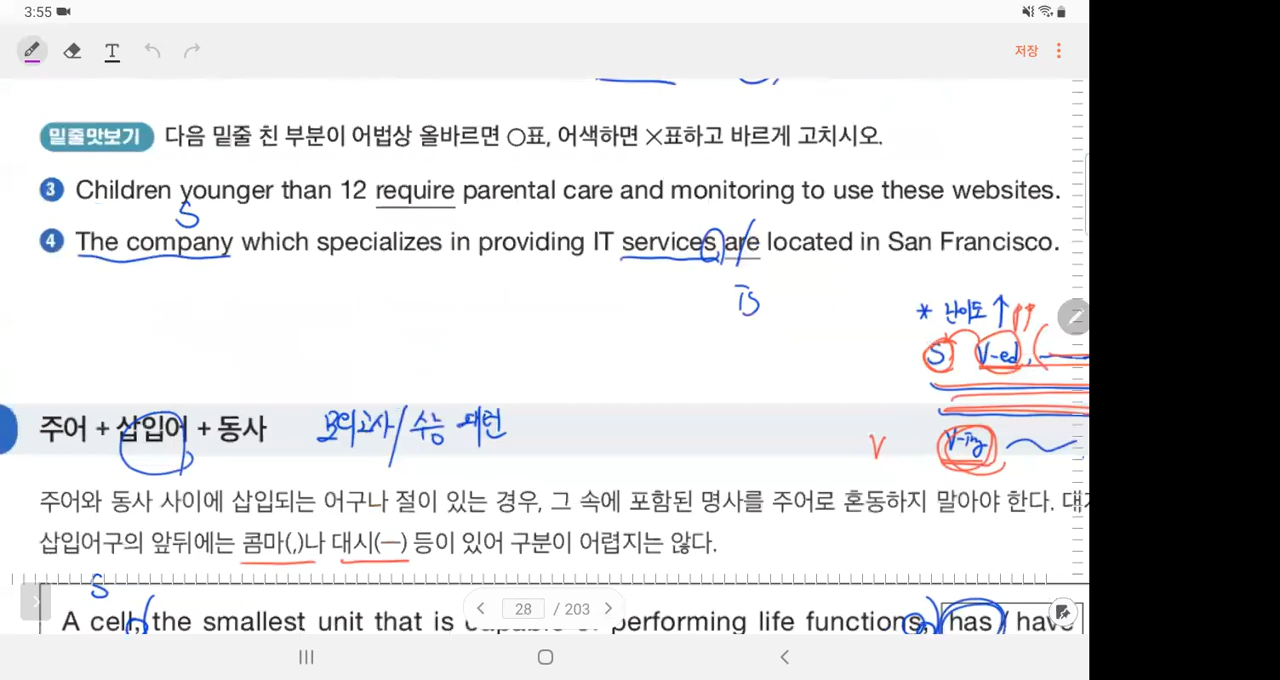 3:55
T
저장
밑줄맛보기 다음 밑줄 친 부분이 어법상 올바르면 ○표, 어색하면 ×표하고 바르게 고치시오.
3 Children younger than 12 require parental care and monitoring to use these websites.
S
4 The company which specializes in providing IT services are located in San Francisco.
is
* 난이도 ↑
S V-ed,
주어 + 삽입어 + 동사 모의고사/수능 패턴
V V-ing
주어와 동사 사이에 삽입되는 어구나 절이 있는 경우, 그 속에 포함된 명사를 주어로 혼동하지 말아야 한다.
삽입어구의 앞뒤에는 콤마(,)나 대시(—) 등이 있어 구분이 어렵지는 않다.
S
28 / 203
A cell, the smallest unit that is capable of performing life functions, has / have